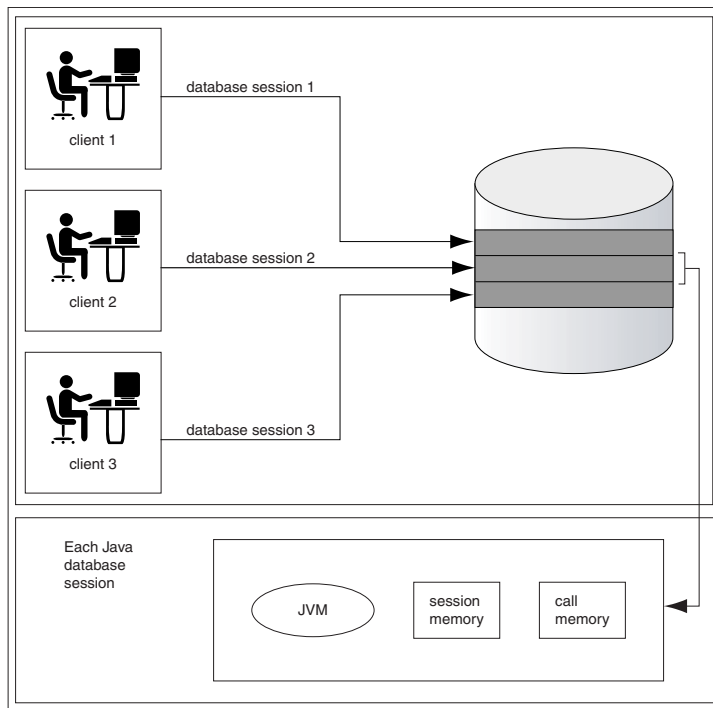 database session 1
client 1
database session 2
client 2
database session 3
client 3
Each Java
database
session
JVM
session
memory
call
memory